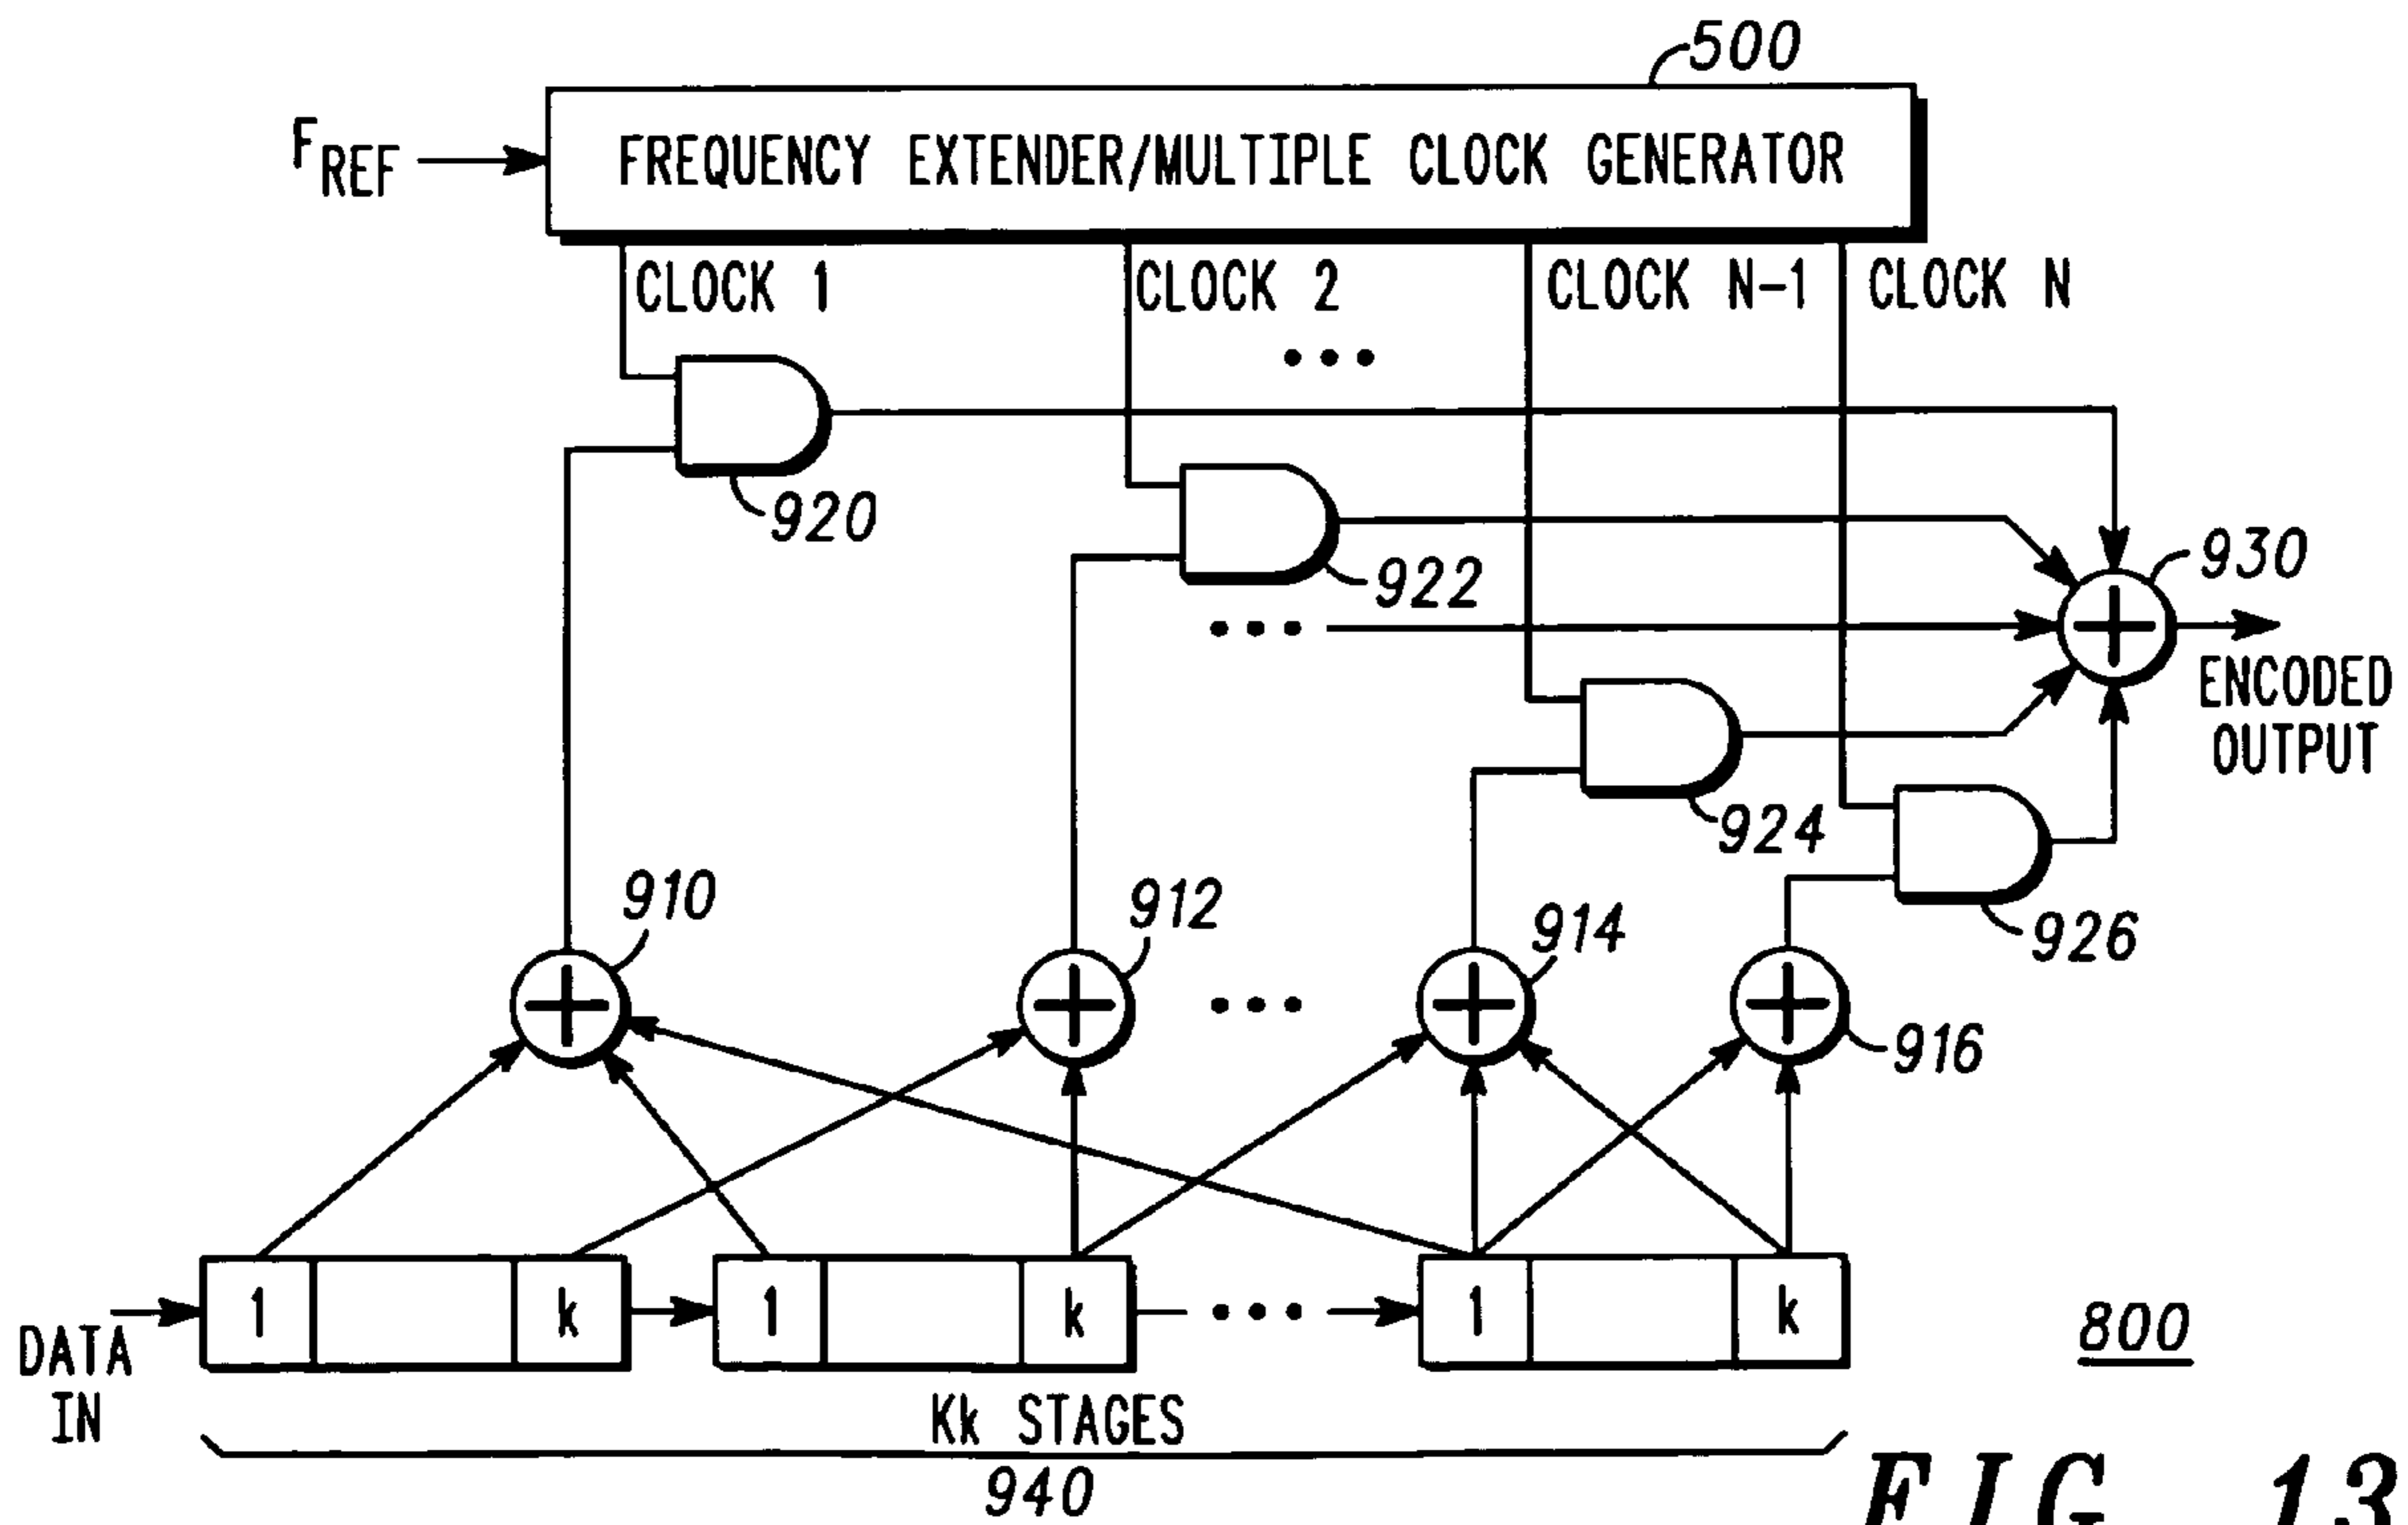 500
F REF
FREQUENCY EXTENDER/MULTIPLE CLOCK GENERATOR
CLOCK 1
CLOCK 2
CLOCK N-1
CLOCK N
920
922
930
ENCODED
OUTPUT
924
926
910
912
914
916
1
k
1
k
1
k
DATA
IN
Kk STAGES
940
800
FIG. 13